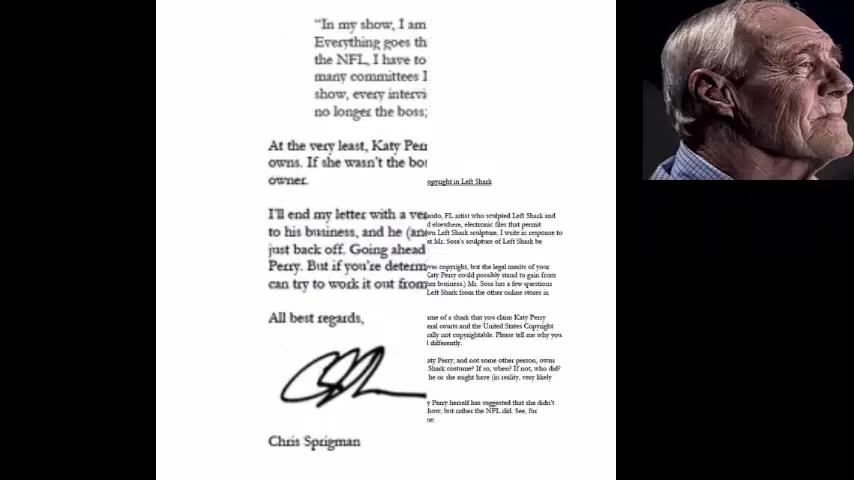 "In my show, I am
Everything goes th
the NFL, I have to
many committees I
show, every intervi
no longer the boss;
At the very least, Katy Perr
owns. If she wasn't the bos
owner.
I'll end my letter with a ve
to his business, and he (an
just back off. Going ahead
Perry. But if you're determ
can try to work it out from
All best regards,
Chris Sprigman
opyright in Left Shark
ando, FL artist who sculpted Left Shark and
d elsewhere, electronic files that permit
wn Left Shark sculpture. I write in response to
at Mr. Sosa's sculpture of Left Shark be
ves copyright, but the legal merits of your
Katy Perry could possibly stand to gain from
her business.) Mr. Sosa has a few questions
Left Shark from the other online stores in
ame of a shark that you claim Katy Perry
eral courts and the United States Copyright
cally not copyrightable. Please tell me why you
l differently.
aty Perry, and not some other person, owns
Shark costume? If so, when? If not, who did?
he or she might have (in reality, very likely
y Perry herself has suggested that she didn't
how, but rather the NFL did. See, for
ne: